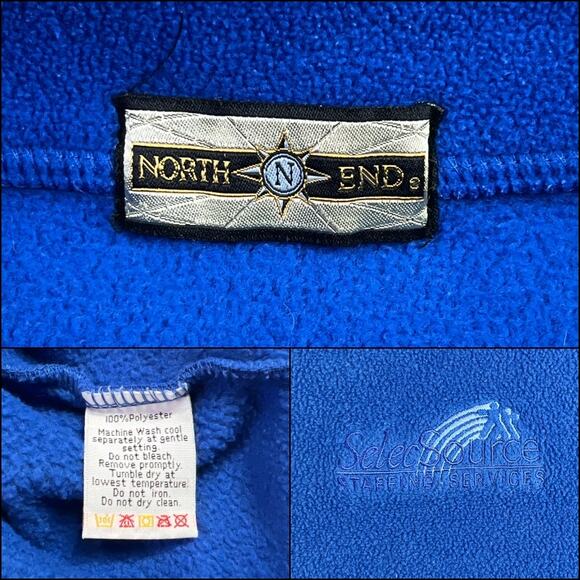 NORTH N END
100%Polyester
Machine Wash cool
separately at gentle
setting.
Do not bleach.
Remove promptly.
Tumble dry at
lowest temperature.
Do not iron.
Do not dry clean.
SelecSource
STAFFING SERVICES